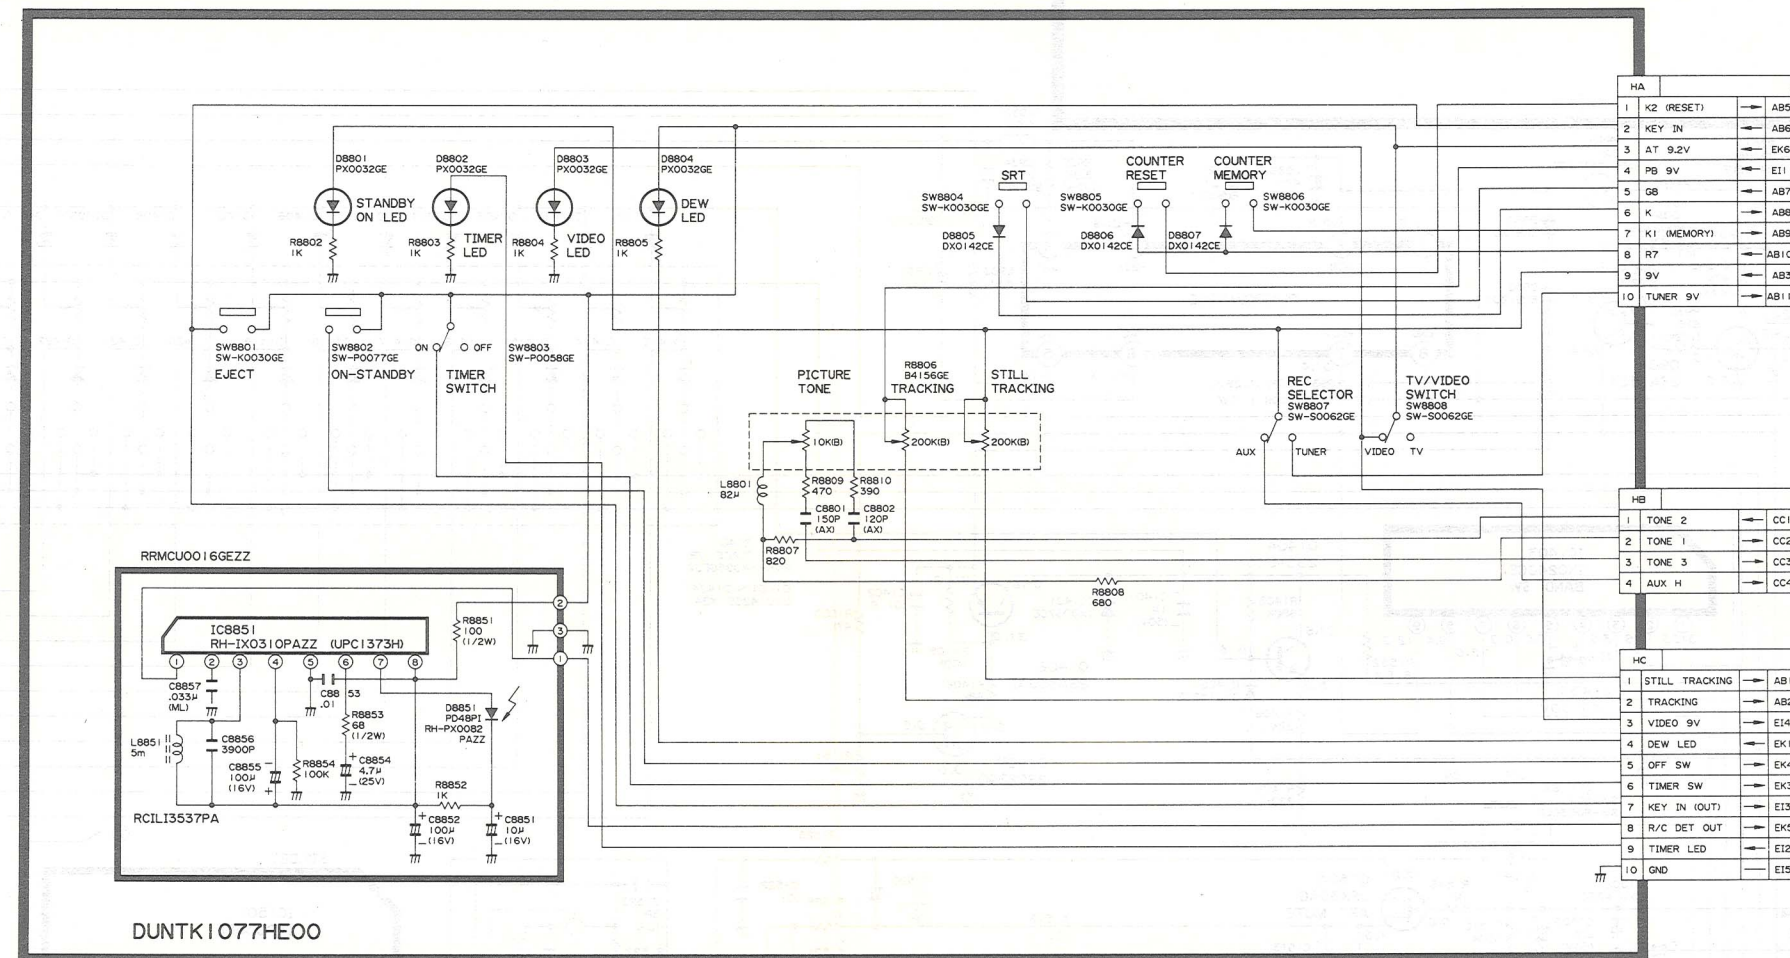 HA
1 K2 (RESET) AB5
2 KEY IN AB6
3 AT 9.2V EK6
4 PB 9V EI1
5 G8 AB7
6 K AB8
7 K1 (MEMORY) AB9
8 R7 AB10
9 9V AB3
10 TUNER 9V AB11
D8801
PX0032GE
STANDBY
ON LED
R8802
1K
D8802
PX0032GE
TIMER
LED
R8803
1K
D8803
PX0032GE
VIDEO
LED
R8804
1K
D8804
PX0032GE
DEW
LED
R8805
1K
SRT
SW8804
SW-K0030GE
D8805
DX0142CE
COUNTER
RESET
SW8805
SW-K0030GE
D8806
DX0142CE
COUNTER
MEMORY
SW8806
SW-K0030GE
D8807
DX0142CE
SW8801
SW-K0030GE
EJECT
SW8802
SW-P0077GE
ON-STANDBY
ON OFF
TIMER
SWITCH
SW8803
SW-P0058GE
PICTURE
TONE
R8806
B4156GE
TRACKING
STILL
TRACKING
10K(B)
200K(B)
200K(B)
REC
SELECTOR
SW8807
SW-S0062GE
AUX TUNER
TV/VIDEO
SWITCH
SW8808
SW-S0062GE
VIDEO TV
L8801
82μ
R8809
470
R8810
390
C8801
150P
(AX)
C8802
120P
(AX)
R8807
820
R8808
680
HB
1 TONE 2 CC1
2 TONE 1 CC2
3 TONE 3 CC3
4 AUX H CC4
RRMCU0016GEZZ
IC8851
RH-IX0310PAZZ (UPC1373H)
1 2 3 4 5 6 7 8
2
3
1
R8851
100
(1/2W)
C8857
.033μ
(ML)
C8853
.01
R8853
68
(1/2W)
D8851
PD48PI
RH-PX0082
PAZZ
L8851
5m
C8856
3900P
C8855
100μ
(16V)
R8854
100K
C8854
4.7μ
(25V)
R8852
1K
C8852
100μ
(16V)
C8851
10μ
(16V)
RCILI3537PA
HC
1 STILL TRACKING AB1
2 TRACKING AB2
3 VIDEO 9V EI4
4 DEW LED EK1
5 OFF SW EK4
6 TIMER SW EK3
7 KEY IN (OUT) EI3
8 R/C DET OUT EK5
9 TIMER LED EI2
10 GND EI5
DUNTK1077HE00